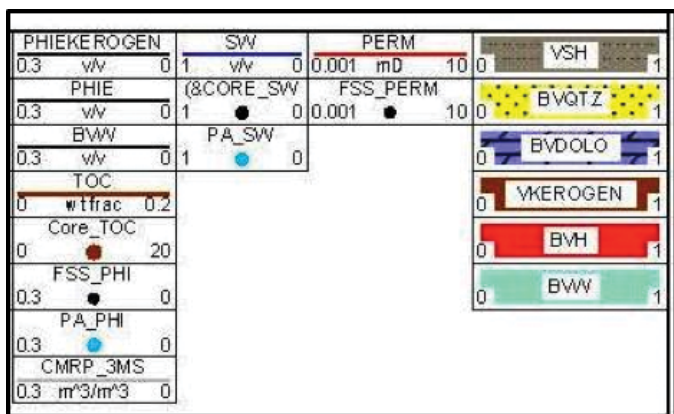 PHIEKEROGEN SW PERM VSH
0.3 v/v 0 1 v/v 0 0.001 mD 10 0 1
PHIE (&CORE_SW FSS_PERM BVQTZ
0.3 v/v 0 1 0 0.001 10 0 1
BVW PA_SW BVDOLO
0.3 v/v 0 1 0 0 1
TOC VKEROGEN
0 wtfrac 0.2 0 1
Core_TOC BVH
0 20 0 1
FSS_PHI BVW
0.3 0 0 1
PA_PHI
0.3 0
CMRP_3MS
0.3 m^3/m^3 0